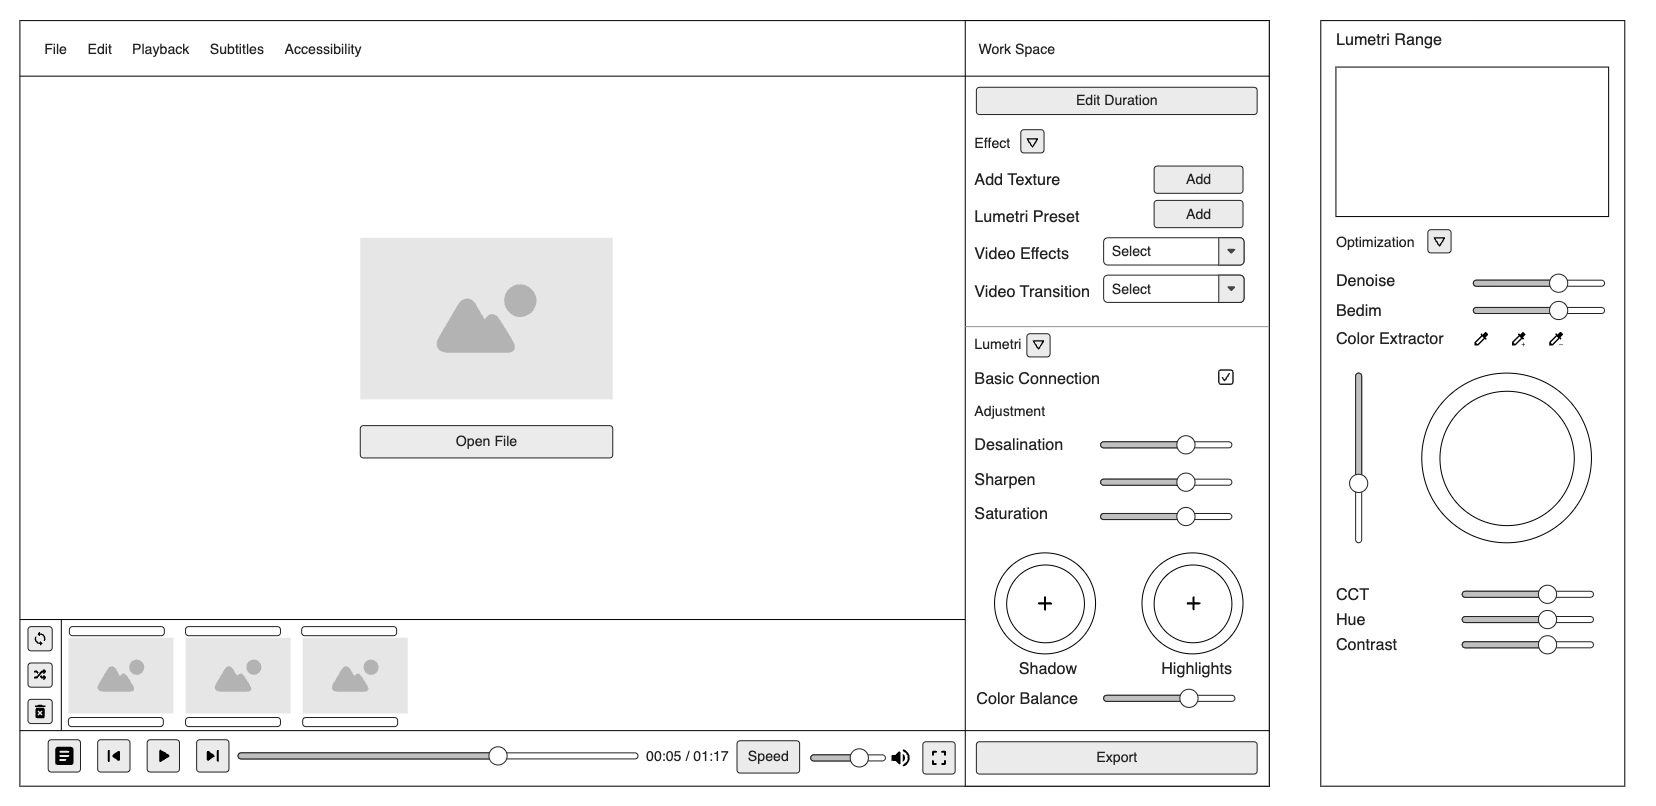 File Edit Playback Subtitles Accessibility
Work Space
Edit Duration
Effect
Add Texture Add
Lumetri Preset Add
Video Effects Select
Video Transition Select
Lumetri
Basic Connection
Adjustment
Desalination
Sharpen
Saturation
Shadow Highlights
Color Balance
Export
Open File
00:05 / 01:17 Speed
Lumetri Range
Optimization
Denoise
Bedim
Color Extractor
CCT
Hue
Contrast